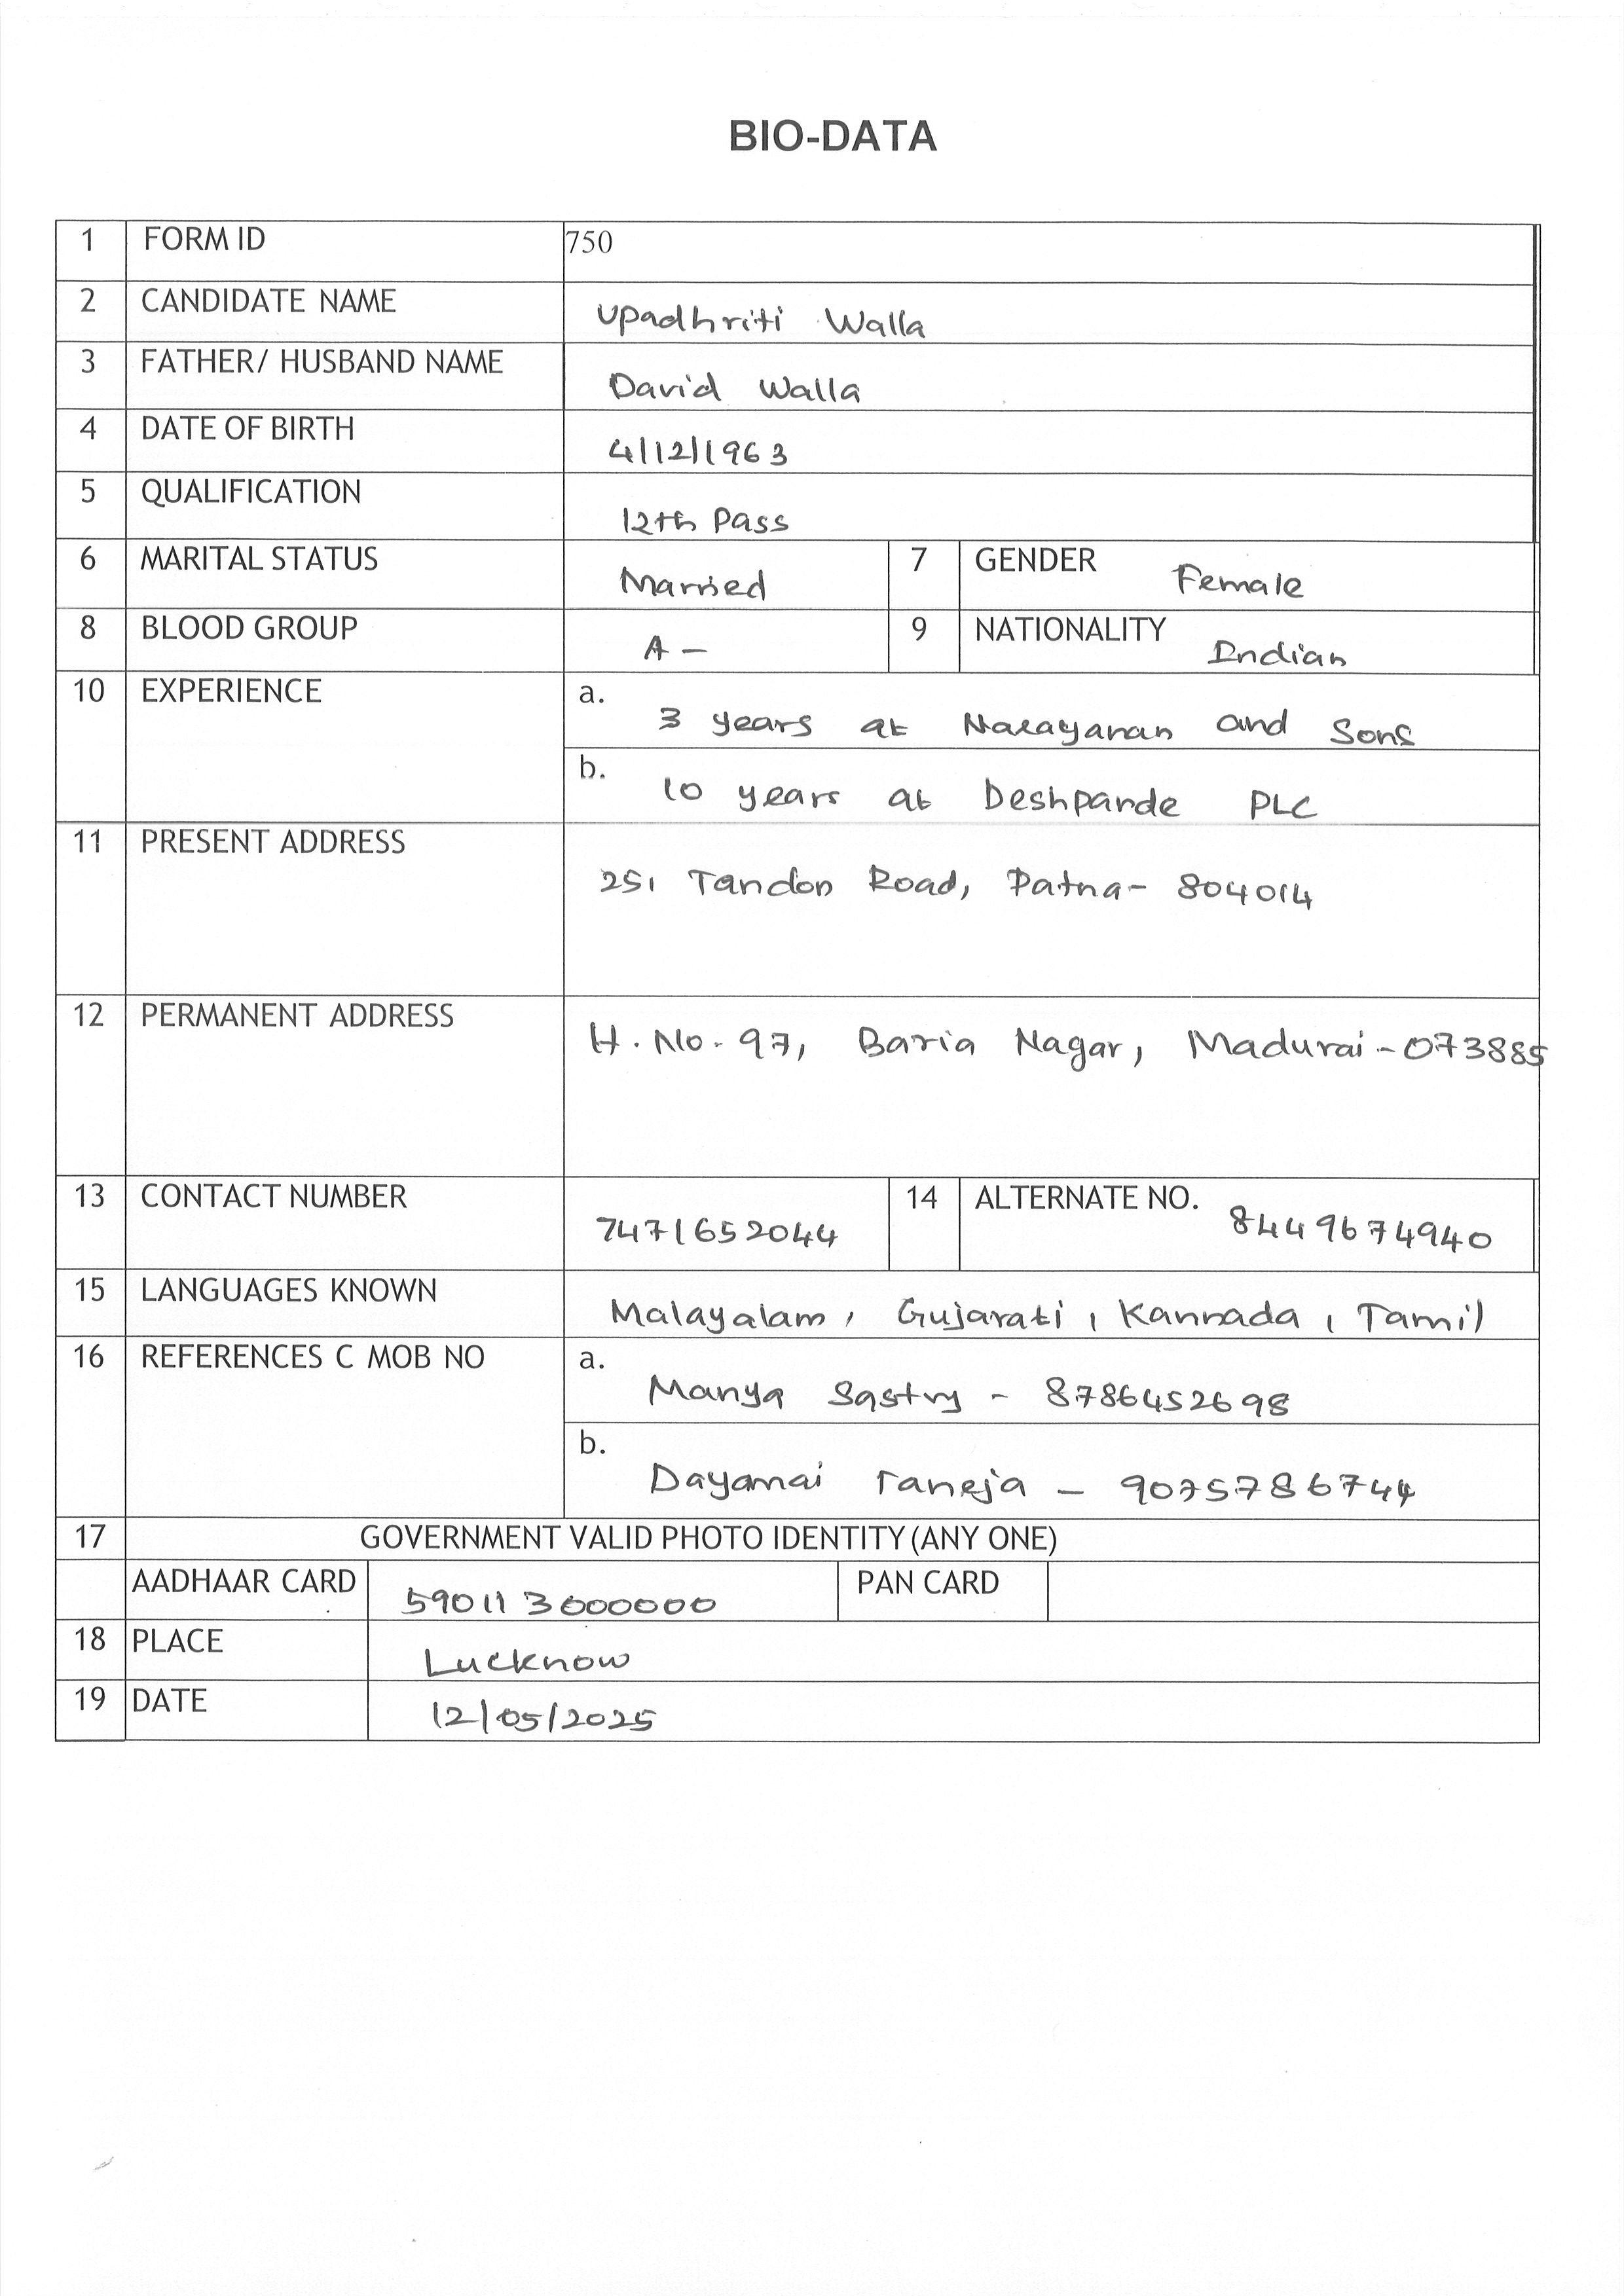 BIO-DATA
1 FORM ID 750
2 CANDIDATE NAME Upadhriti Walla
3 FATHER/ HUSBAND NAME David Walla
4 DATE OF BIRTH 4/12/1963
5 QUALIFICATION 12th Pass
6 MARITAL STATUS Married 7 GENDER Female
8 BLOOD GROUP A - 9 NATIONALITY Indian
10 EXPERIENCE a. 3 years at Narayanan and Sons
b. 10 years at Deshpande PLC
11 PRESENT ADDRESS 251 Tandon Road, Patna- 804014
12 PERMANENT ADDRESS H. No. 97, Baria Nagar, Madurai - 073885
13 CONTACT NUMBER 7471652044 14 ALTERNATE NO. 8449674940
15 LANGUAGES KNOWN Malayalam, Gujarati, Kannada, Tamil
16 REFERENCES C MOB NO a. Manya Sastry - 8786452698
b. Dayamai Taneja - 9075786744
17 GOVERNMENT VALID PHOTO IDENTITY (ANY ONE)
AADHAAR CARD 590113000000 PAN CARD
18 PLACE Lucknow
19 DATE 12/05/2025